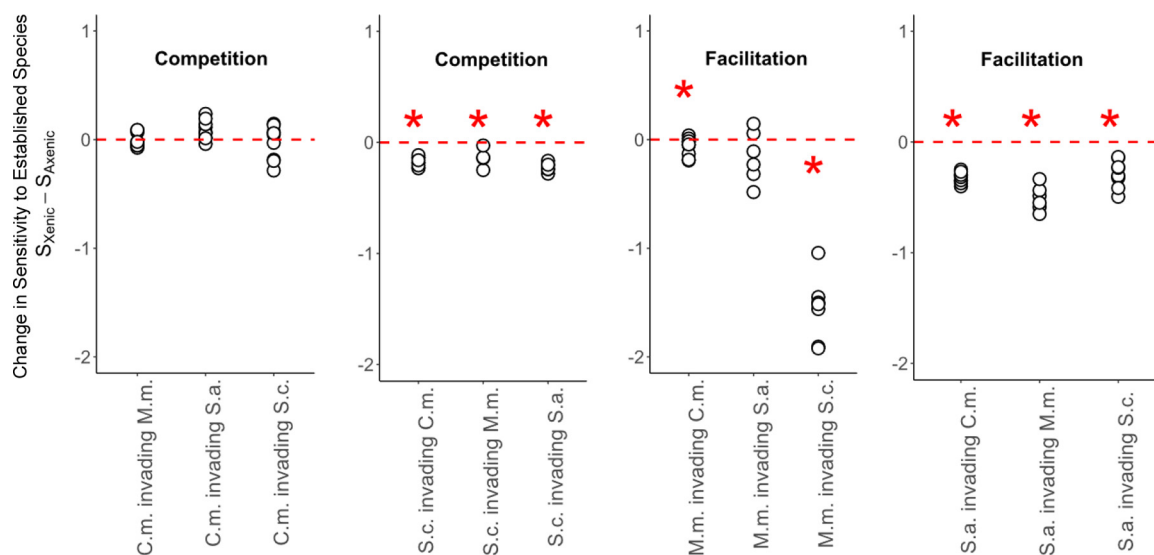 Change in Sensitivity to Established Species
SXenic – SAxenic
Competition
1
0
-1
-2
C.m. invading M.m.
C.m. invading S.a.
C.m. invading S.c.
Competition
*
*
*
1
0
-1
-2
S.c. invading C.m.
S.c. invading M.m.
S.c. invading S.a.
Facilitation
*
*
1
0
-1
-2
M.m. invading C.m.
M.m. invading S.a
M.m. invading S.c.
Facilitation
*
*
*
1
0
-1
-2
S.a. invading C.m.
S.a. invading M.m.
S.a. invading S.c.